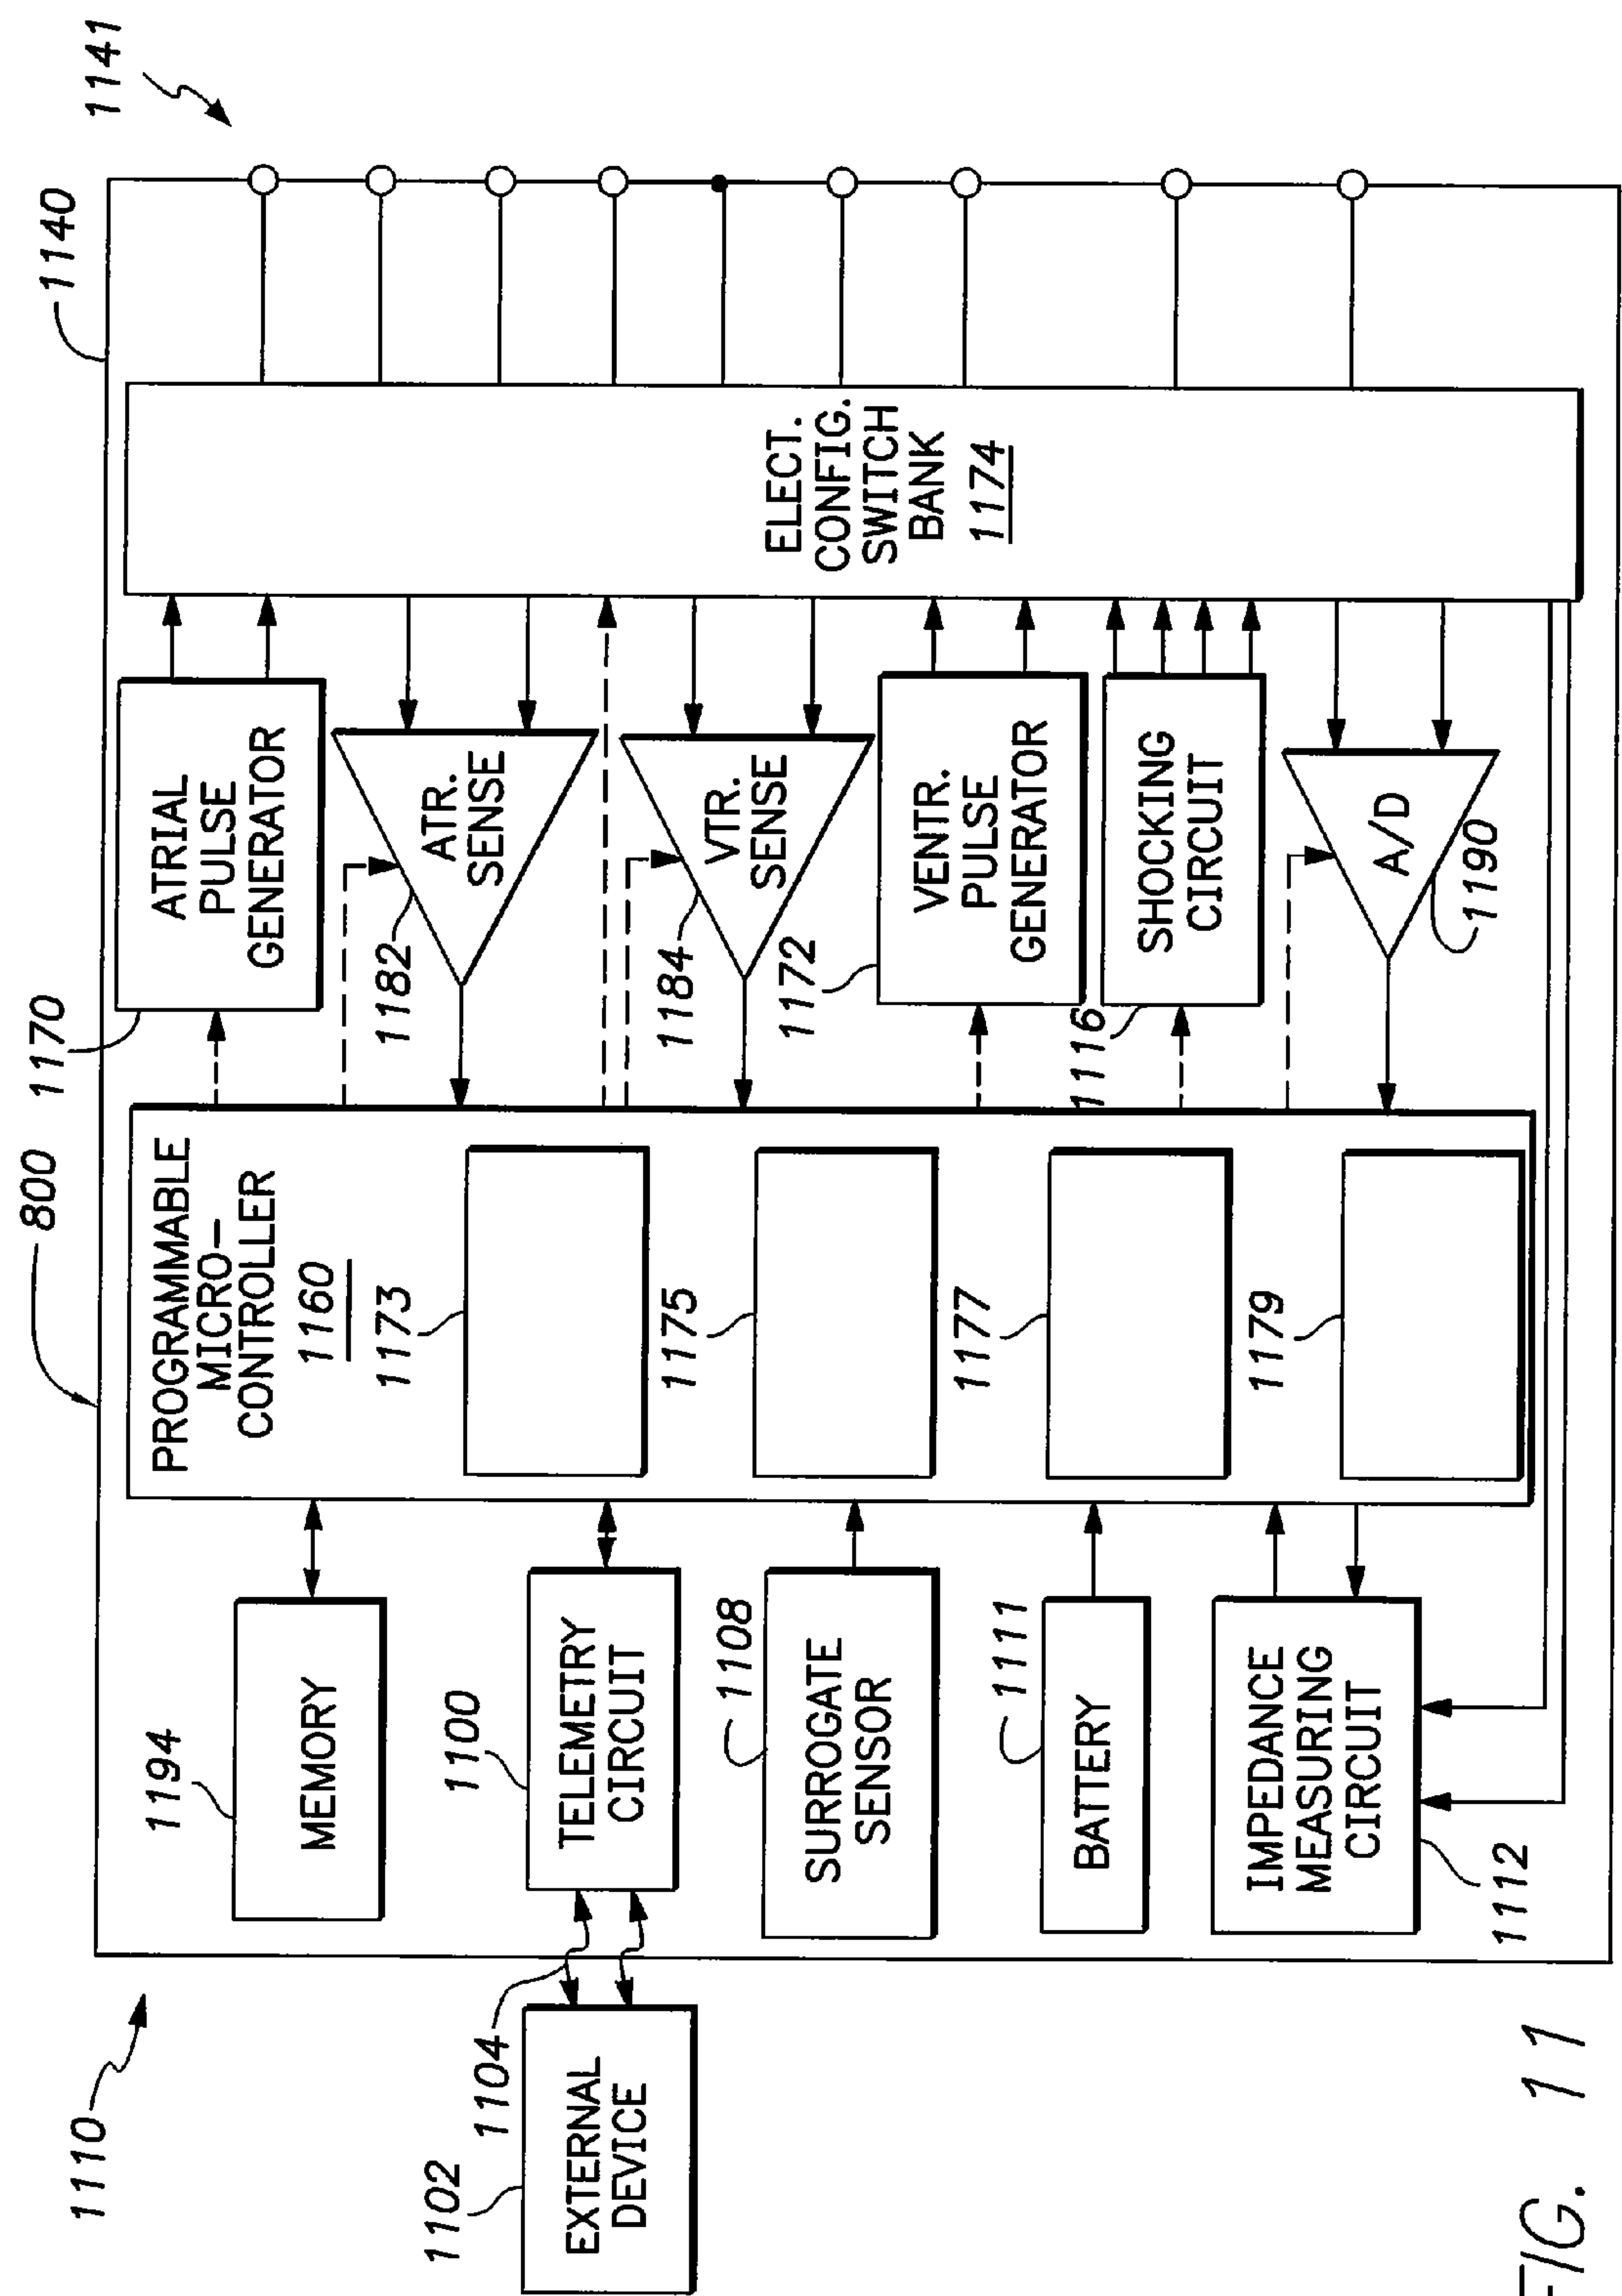 1141
1140
800
1110
ATRIAL
PULSE
GENERATOR
1170
ATR.
SENSE
1182
VTR.
SENSE
1184
VENTR.
PULSE
GENERATOR
1172
SHOCKING
CIRCUIT
1116
A/D
1190
ELECT.
CONFIG.
SWITCH
BANK
1174
PROGRAMMABLE
MICRO-
CONTROLLER
1160
1173
1175
1177
1179
MEMORY
1194
TELEMETRY
CIRCUIT
1100
SURROGATE
SENSOR
1108
BATTERY
1111
IMPEDANCE
MEASURING
CIRCUIT
1112
EXTERNAL
DEVICE
1102
1104
FIG. 11